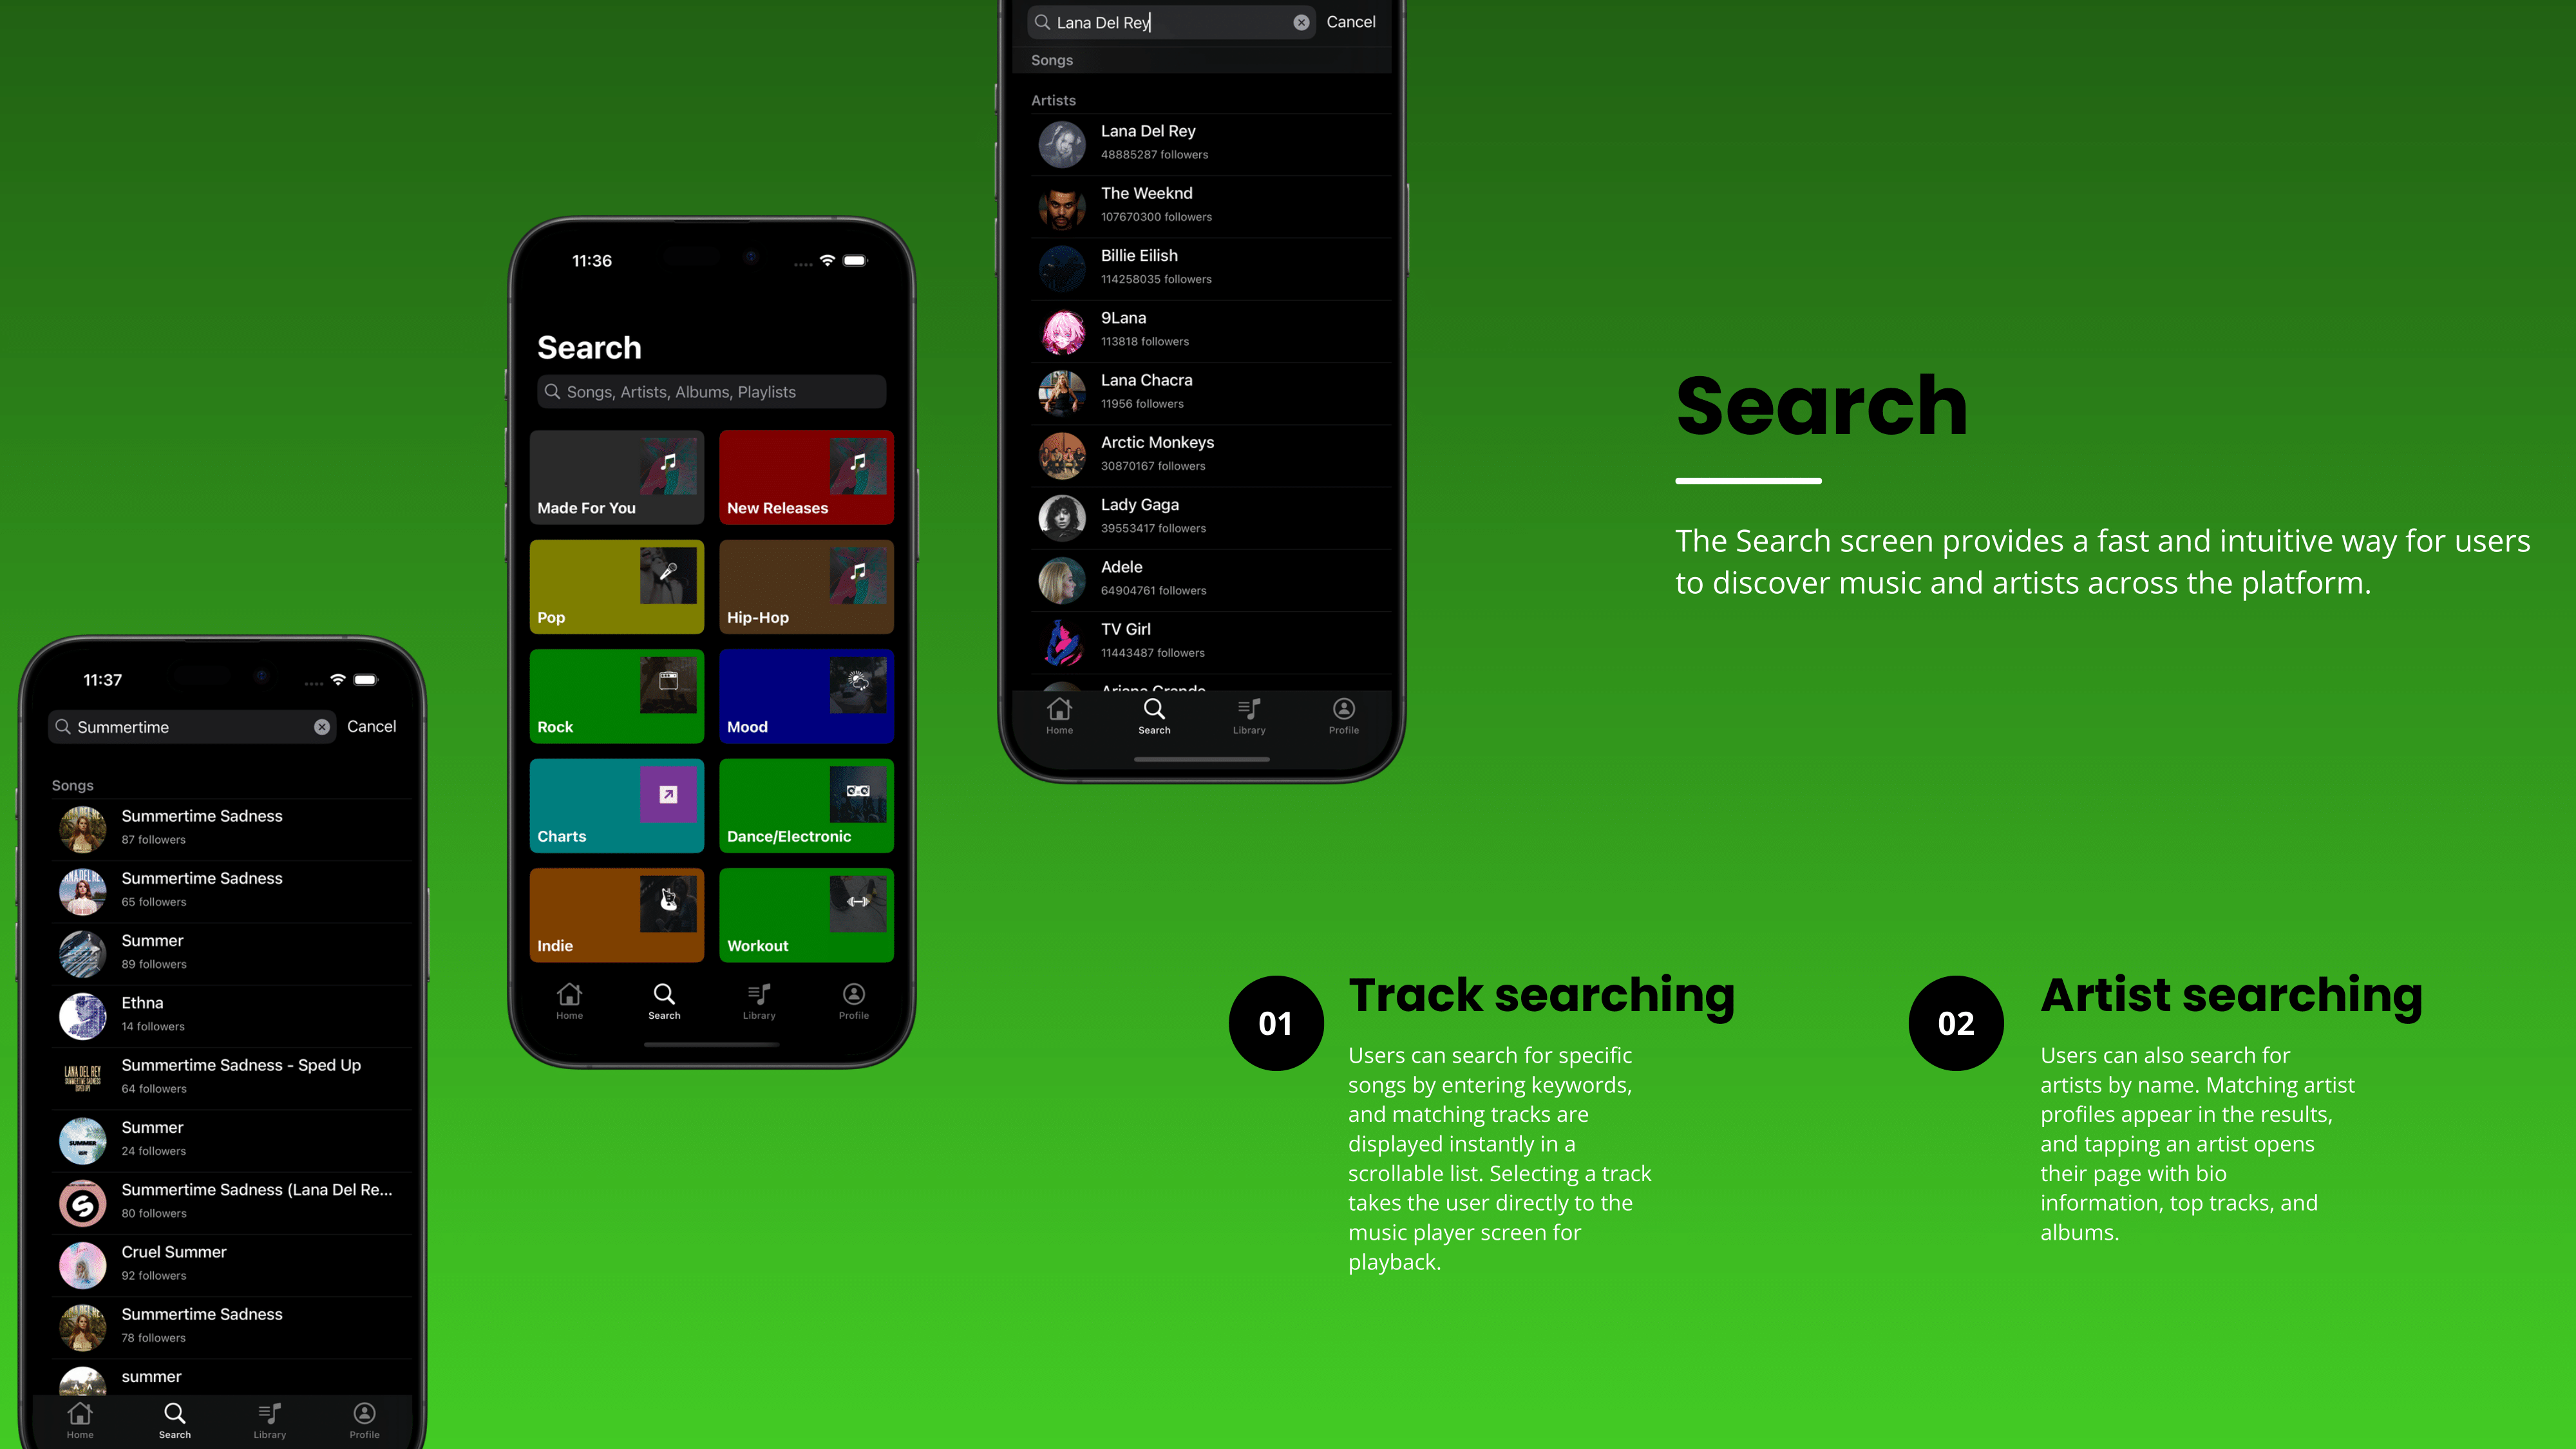 Lana Del Rey
Cancel
Songs
Artists
Lana Del Rey
48885287 followers
The Weeknd
107670300 followers
Billie Eilish
114258035 followers
9Lana
113818 followers
Lana Chacra
11956 followers
Arctic Monkeys
30870167 followers
Lady Gaga
39553417 followers
Adele
64904761 followers
TV Girl
11443487 followers
Ariana Grande
Home
Search
Library
Profile
11:36
Search
Songs, Artists, Albums, Playlists
Made For You
New Releases
Pop
Hip-Hop
Rock
Mood
Charts
Dance/Electronic
Indie
Workout
Home
Search
Library
Profile
11:37
Summertime
Cancel
Songs
Summertime Sadness
87 followers
Summertime Sadness
65 followers
Summer
89 followers
Ethna
14 followers
LANA DEL REY
SUMMERTIME SADNESS
Summertime Sadness - Sped Up
64 followers
SUMMER
Summer
24 followers
Summertime Sadness (Lana Del Re...
80 followers
Cruel Summer
92 followers
Summertime Sadness
78 followers
summer
Home
Search
Library
Profile
Search
The Search screen provides a fast and intuitive way for users
to discover music and artists across the platform.
01
Track searching
Users can search for specific
songs by entering keywords,
and matching tracks are
displayed instantly in a
scrollable list. Selecting a track
takes the user directly to the
music player screen for
playback.
02
Artist searching
Users can also search for
artists by name. Matching artist
profiles appear in the results,
and tapping an artist opens
their page with bio
information, top tracks, and
albums.